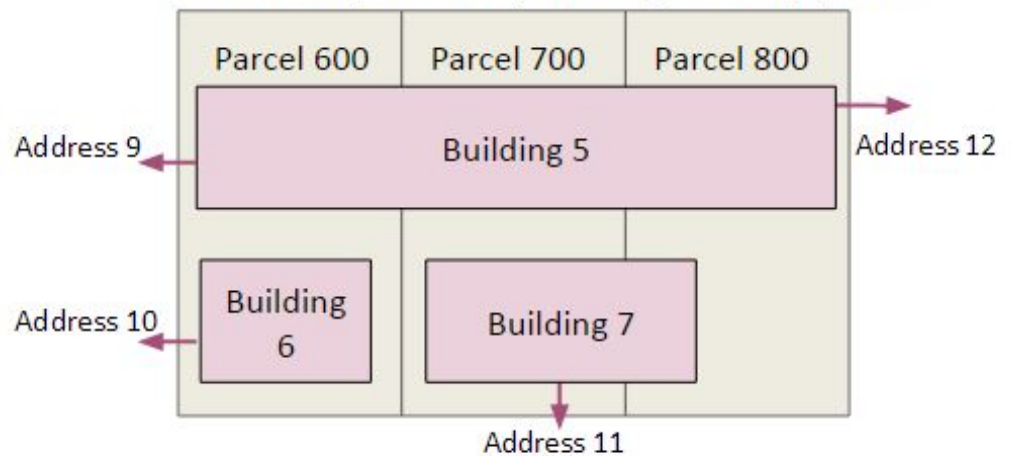 Parcel 600
Parcel 700
Parcel 800
Address 9
Building 5
Address 12
Address 10
Building
6
Building 7
Address 11